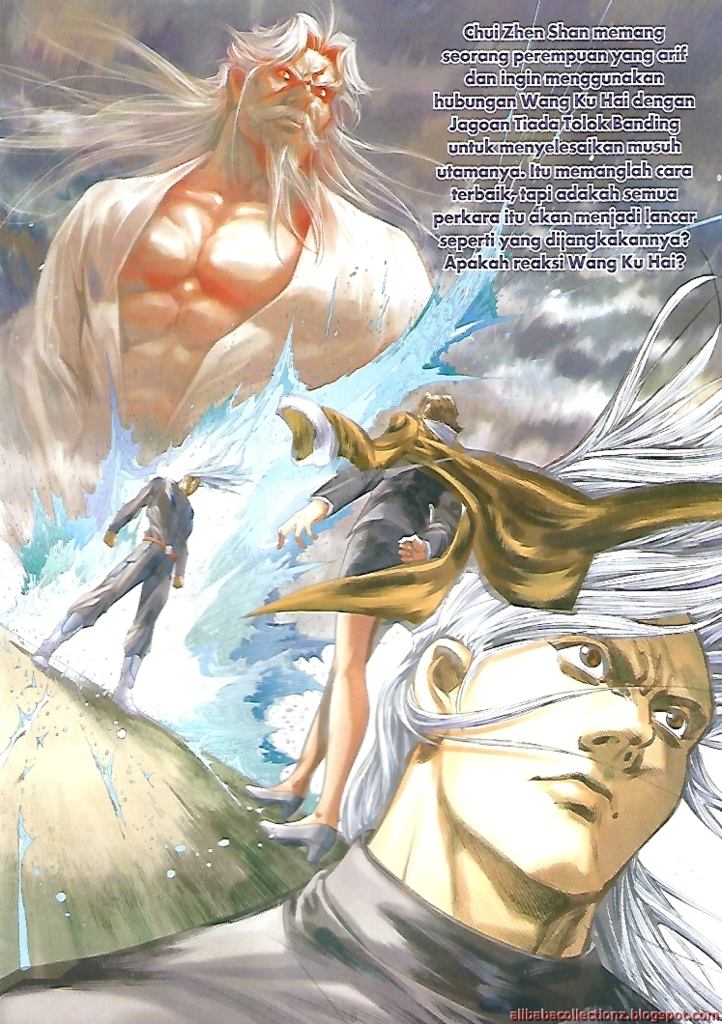 Chui Zhen Shan memang
seorang perempuan yang arif
dan ingin menggunakan
hubungan Wang Ku Hai dengan
Jagoan Tiada Tolok Banding
untuk menyelesaikan musuh
utamanya. Itu memanglah cara
terbaik, tapi adakah semua
perkara itu akan menjadi lancar
seperti yang dijangkakannya?
Apakah reaksi Wang Ku Hai?
alibabacollectionz.blogspot.com